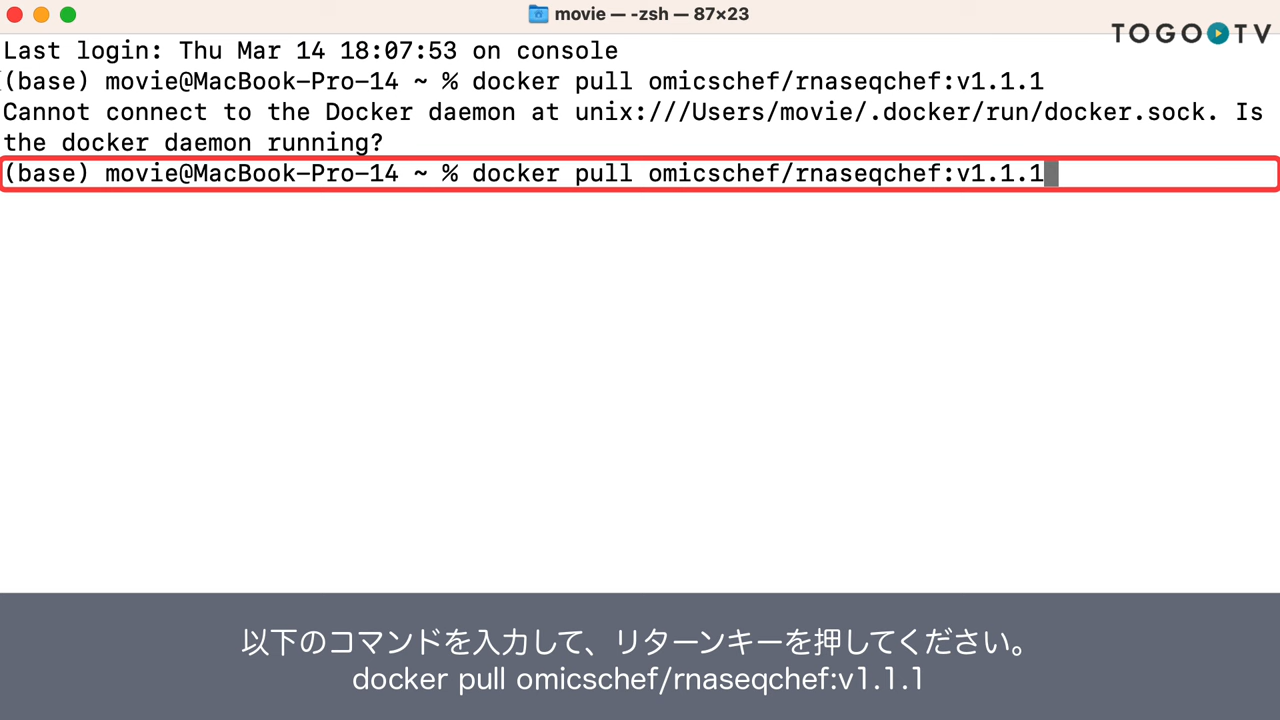 movie — -zsh — 87×23
TOGO TV
Last login: Thu Mar 14 18:07:53 on console
(base) movie@MacBook-Pro-14 ~ % docker pull omicschef/rnaseqchef:v1.1.1
Cannot connect to the Docker daemon at unix:///Users/movie/.docker/run/docker.sock. Is
the docker daemon running?
(base) movie@MacBook-Pro-14 ~ % docker pull omicschef/rnaseqchef:v1.1.1
以下のコマンドを入力して、リターンキーを押してください。
docker pull omicschef/rnaseqchef:v1.1.1